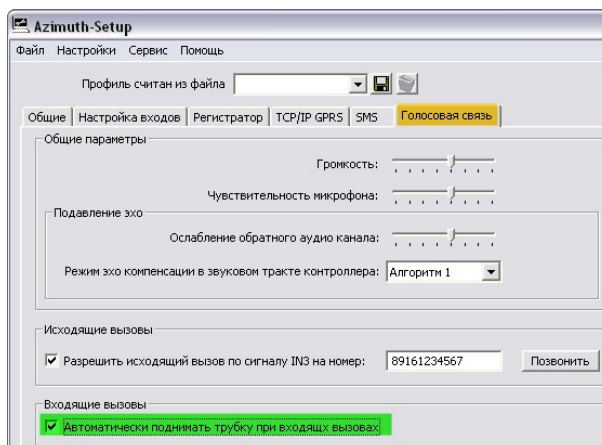 Azimuth-Setup
Файл Настройки Сервис Помощь
Профиль считан из файла
Общие Настройка входов Регистратор TCP/IP GPRS SMS Голосовая связь
Общие параметры
Громкость:
Чувствительность микрофона:
Подавление эхо
Ослабление обратного аудио канала:
Режим эхо компенсации в звуковом тракте контроллера: Алгоритм 1
Исходящие вызовы
Разрешить исходящий вызов по сигналу IN3 на номер: 89161234567 Позвонить
Входящие вызовы
Автоматически поднимать трубку при входящх вызовах